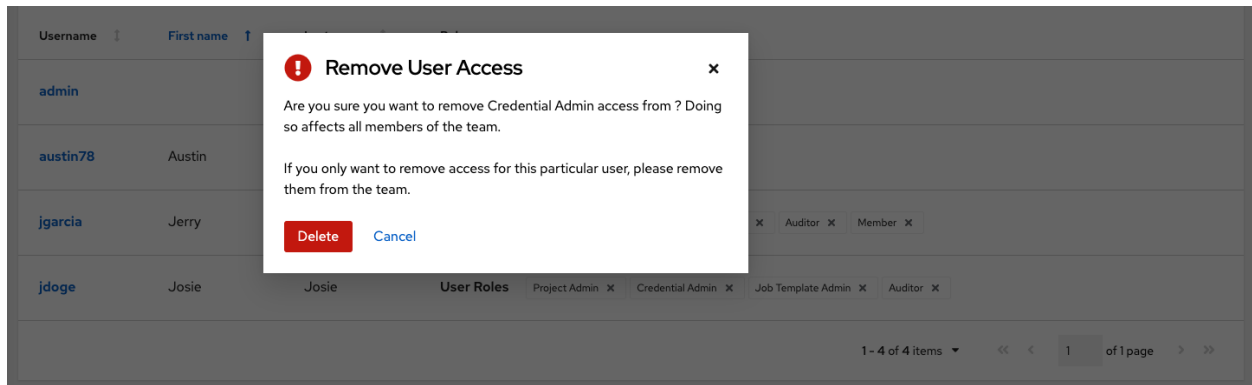 Username First name
Remove User Access
admin
Are you sure you want to remove Credential Admin access from ? Doing
so affects all members of the team.
austin78 Austin
If you only want to remove access for this particular user, please remove
them from the team.
jgarcia Jerry Auditor Member
Delete Cancel
jdoge Josie Josie User Roles Project Admin Credential Admin Job Template Admin Auditor
1 - 4 of 4 items 1 of 1 page